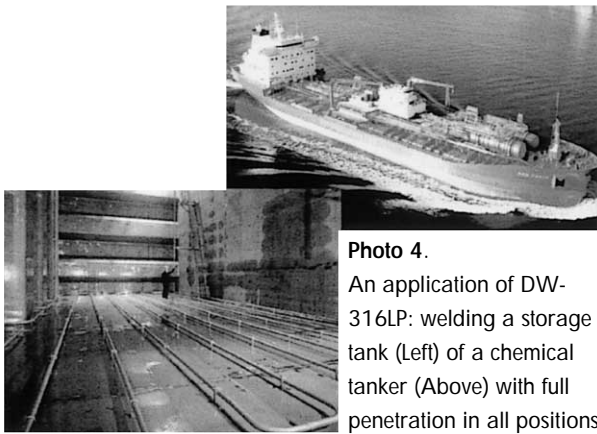 Photo 4.
An application of DW-
316LP: welding a storage
tank (Left) of a chemical
tanker (Above) with full
penetration in all positions